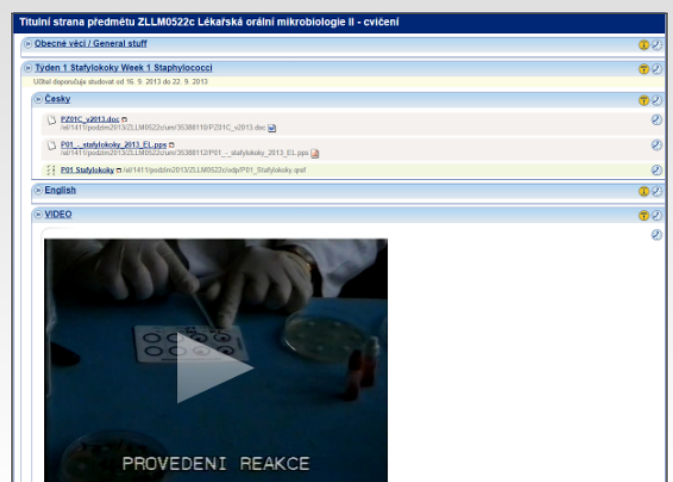 Titulní strana předmětu ZLLM0522c Lékařská orální mikrobiologie II - cvičení
Obecné věci / General stuff
Týden 1 Stafylokoky Week 1 Staphylococci
Učitel doporučuje studovat od 16. 9. 2013 do 22. 9. 2013
Česky
PZ01C_v2013.doc
/el/1411/podzim2013/ZLLM0522c/um/35388110/PZ01C_v2013.doc
P01_-_stafylokoky_2013_EL.pps
/el/1411/podzim2013/ZLLM0522c/um/35388112/P01_-_stafylokoky_2013_EL.pps
P01 Stafylokoky /el/1411/podzim2013/ZLLM0522c/odp/P01_Stafylokoky.qref
English
VIDEO
PROVEDENI REAKCE